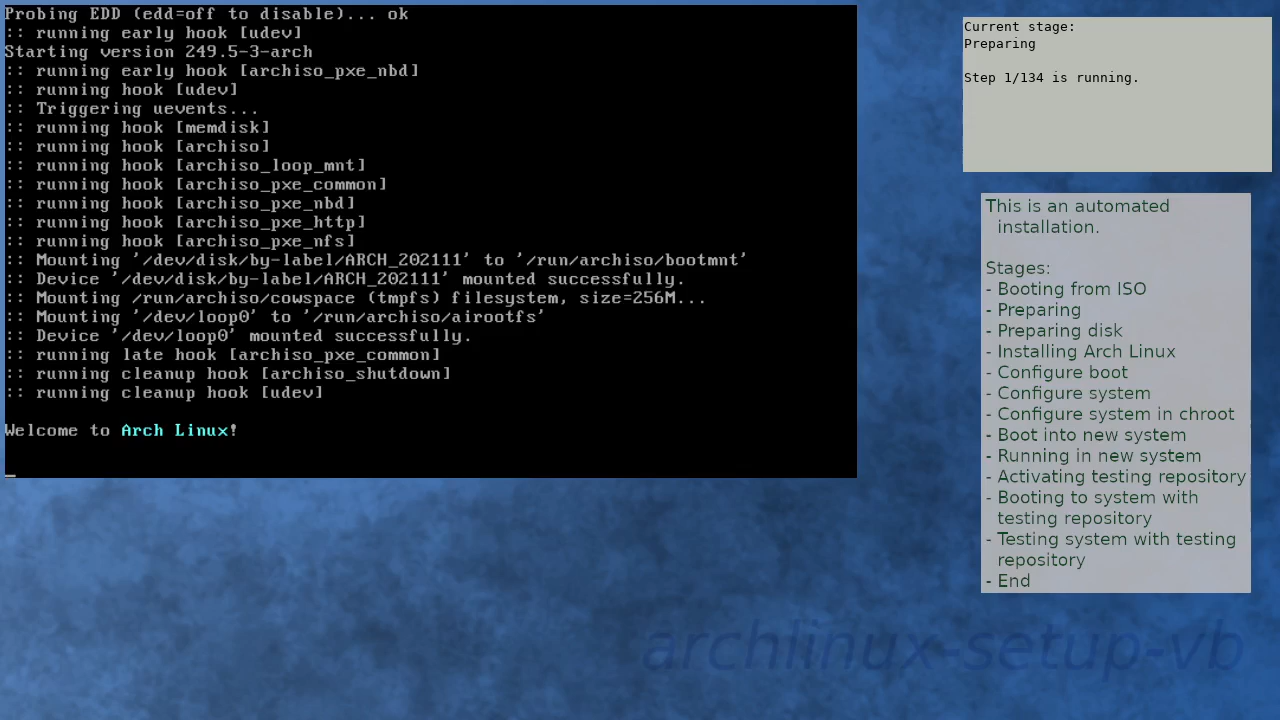 Probing EDD (edd=off to disable)... ok
:: running early hook [udev]
Starting version 249.5-3-arch
:: running early hook [archiso_pxe_nbd]
:: running hook [udev]
:: Triggering uevents...
:: running hook [memdisk]
:: running hook [archiso]
:: running hook [archiso_loop_mnt]
:: running hook [archiso_pxe_common]
:: running hook [archiso_pxe_nbd]
:: running hook [archiso_pxe_http]
:: running hook [archiso_pxe_nfs]
:: Mounting '/dev/disk/by-label/ARCH_202111' to '/run/archiso/bootmnt'
:: Device '/dev/disk/by-label/ARCH_202111' mounted successfully.
:: Mounting /run/archiso/cowspace (tmpfs) filesystem, size=256M...
:: Mounting '/dev/loop0' to '/run/archiso/airootfs'
:: Device '/dev/loop0' mounted successfully.
:: running late hook [archiso_pxe_common]
:: running cleanup hook [archiso_shutdown]
:: running cleanup hook [udev]
Welcome to Arch Linux!
Current stage:
Preparing
Step 1/134 is running.
This is an automated
installation.
Stages:
- Booting from ISO
- Preparing
- Preparing disk
- Installing Arch Linux
- Configure boot
- Configure system
- Configure system in chroot
- Boot into new system
- Running in new system
- Activating testing repository
- Booting to system with
testing repository
- Testing system with testing
repository
- End
archlinux-setup-vb